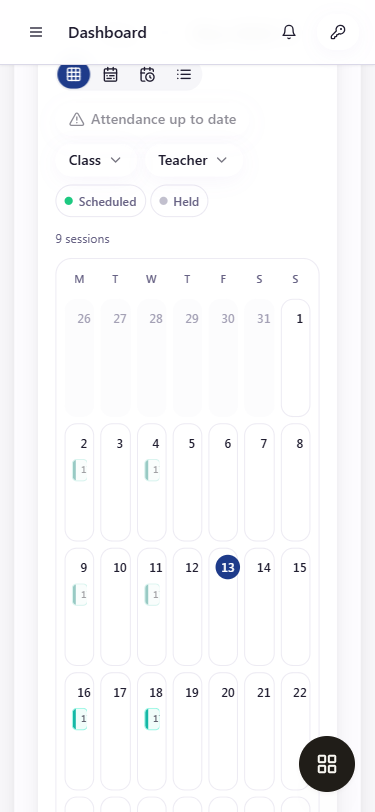 Dashboard
Attendance up to date
Class Teacher
Scheduled Held
9 sessions
M T W T F S S
26 27 28 29 30 31 1
2 3 4 5 6 7 8
1 1
9 10 11 12 13 14 15
1 1
16 17 18 19 20 21 22
1 1